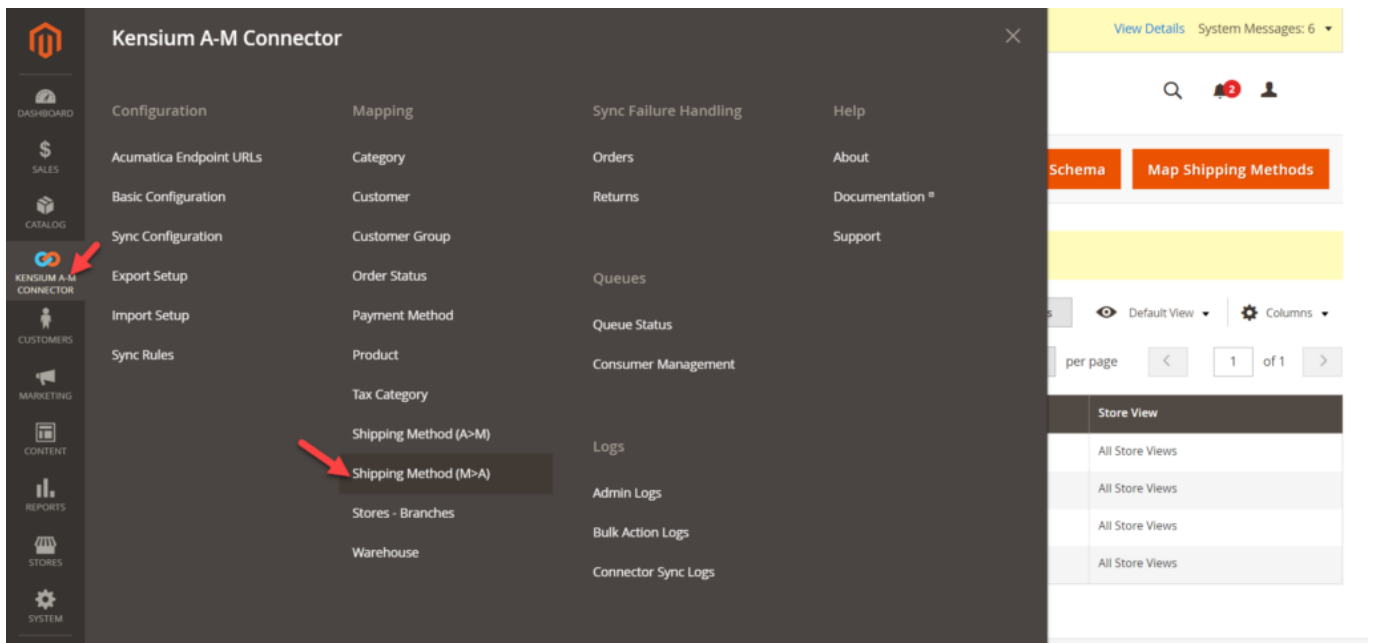 Kensium A-M Connector
View Details System Messages: 6
2
DASHBOARD
SALES
CATALOG
KENSIUM A-M
CONNECTOR
CUSTOMERS
MARKETING
CONTENT
REPORTS
STORES
SYSTEM
Configuration
Acumatica Endpoint URLs
Basic Configuration
Sync Configuration
Export Setup
Import Setup
Sync Rules
Mapping
Category
Customer
Customer Group
Order Status
Payment Method
Product
Tax Category
Shipping Method (A>M)
Shipping Method (M>A)
Stores - Branches
Warehouse
Sync Failure Handling
Orders
Returns
Queues
Queue Status
Consumer Management
Logs
Admin Logs
Bulk Action Logs
Connector Sync Logs
Help
About
Documentation
Support
Schema
Map Shipping Methods
s
Default View
Columns
per page
1 of 1
Store View
All Store Views
All Store Views
All Store Views
All Store Views